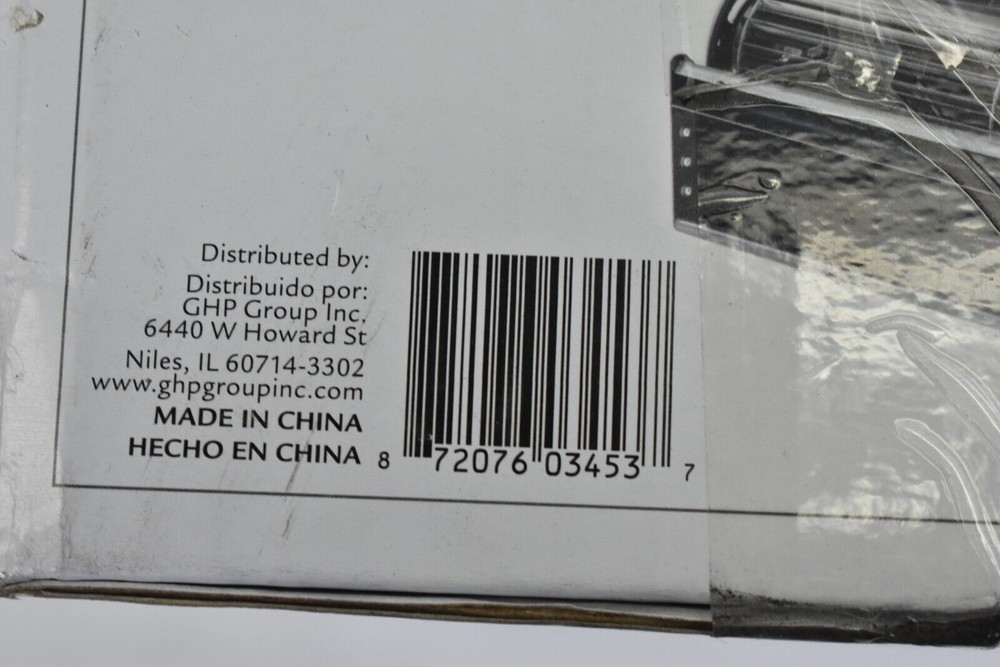 Distributed by:
Distribuido por:
GHP Group Inc.
6440 W Howard St
Niles, IL 60714-3302
www.ghpgroupinc.com
MADE IN CHINA
HECHO EN CHINA
8 72076 03453 7